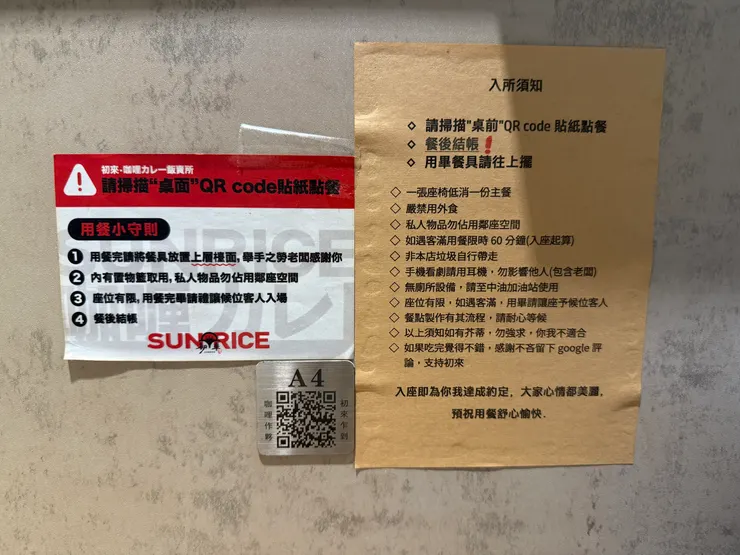 初來‧咖哩カレー販賣所
請掃描“桌面”QR code貼紙點餐
用餐小守則
1 用餐完請將餐具放置上層檯面, 舉手之勞老闆感謝你
2 內有置物籃取用, 私人物品勿佔用鄰座空間
3 座位有限, 用餐完畢請禮讓候位客人入場
4 餐後結帳
SUNRICE
SUNRICE
A4
咖哩作夥
初來乍到
入所須知
◇ 請掃描"桌前"QR code 貼紙點餐
◇ 餐後結帳!
◇ 用畢餐具請往上擺
◇ 一張座椅低消一份主餐
◇ 嚴禁用外食
◇ 私人物品勿佔用鄰座空間
◇ 如遇客滿用餐限時 60 分鐘(入座起算)
◇ 非本店垃圾自行帶走
◇ 手機看劇請用耳機，勿影響他人(包含老闆)
◇ 無廁所設備，請至中油加油站使用
◇ 座位有限，如遇客滿，用畢請讓座予候位客人
◇ 餐點製作有其流程，請耐心等候
◇ 以上須知如有芥蒂，勿強求，你我不適合
◇ 如果吃完覺得不錯，感謝不吝留下 google 評
論，支持初來
入座即為你我達成約定，大家心情都美麗，
預祝用餐舒心愉快.